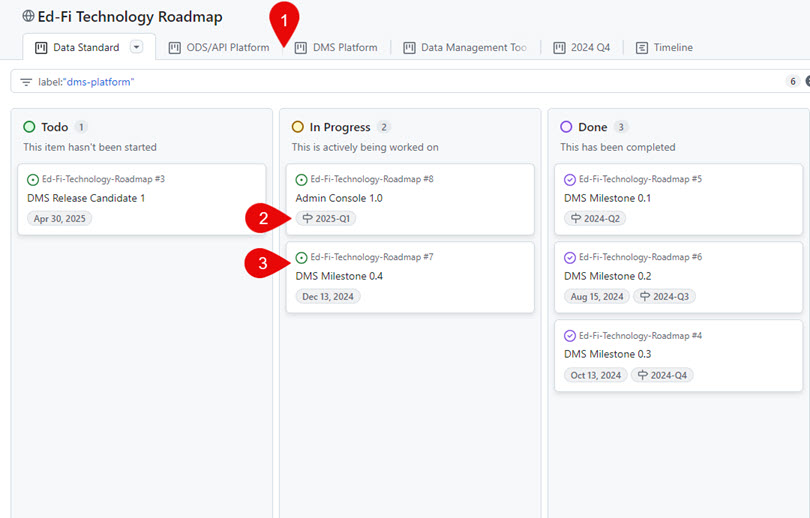 Ed-Fi Technology Roadmap
1
Data Standard
ODS/API Platform
DMS Platform
Data Management Too
2024 Q4
Timeline
label:"dms-platform"
6
Todo 1
This item hasn't been started
Ed-Fi-Technology-Roadmap #3
DMS Release Candidate 1
Apr 30, 2025
In Progress 2
This is actively being worked on
Ed-Fi-Technology-Roadmap #8
Admin Console 1.0
2
2025-Q1
3
Ed-Fi-Technology-Roadmap #7
DMS Milestone 0.4
Dec 13, 2024
Done 3
This has been completed
Ed-Fi-Technology-Roadmap #5
DMS Milestone 0.1
2024-Q2
Ed-Fi-Technology-Roadmap #6
DMS Milestone 0.2
Aug 15, 2024 2024-Q3
Ed-Fi-Technology-Roadmap #4
DMS Milestone 0.3
Oct 13, 2024 2024-Q4